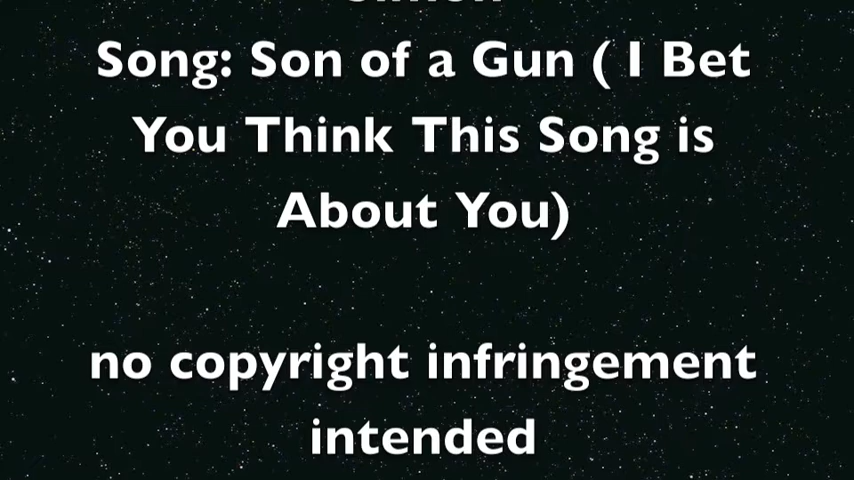 Song: Son of a Gun ( I Bet
You Think This Song is
About You)
no copyright infringement
intended